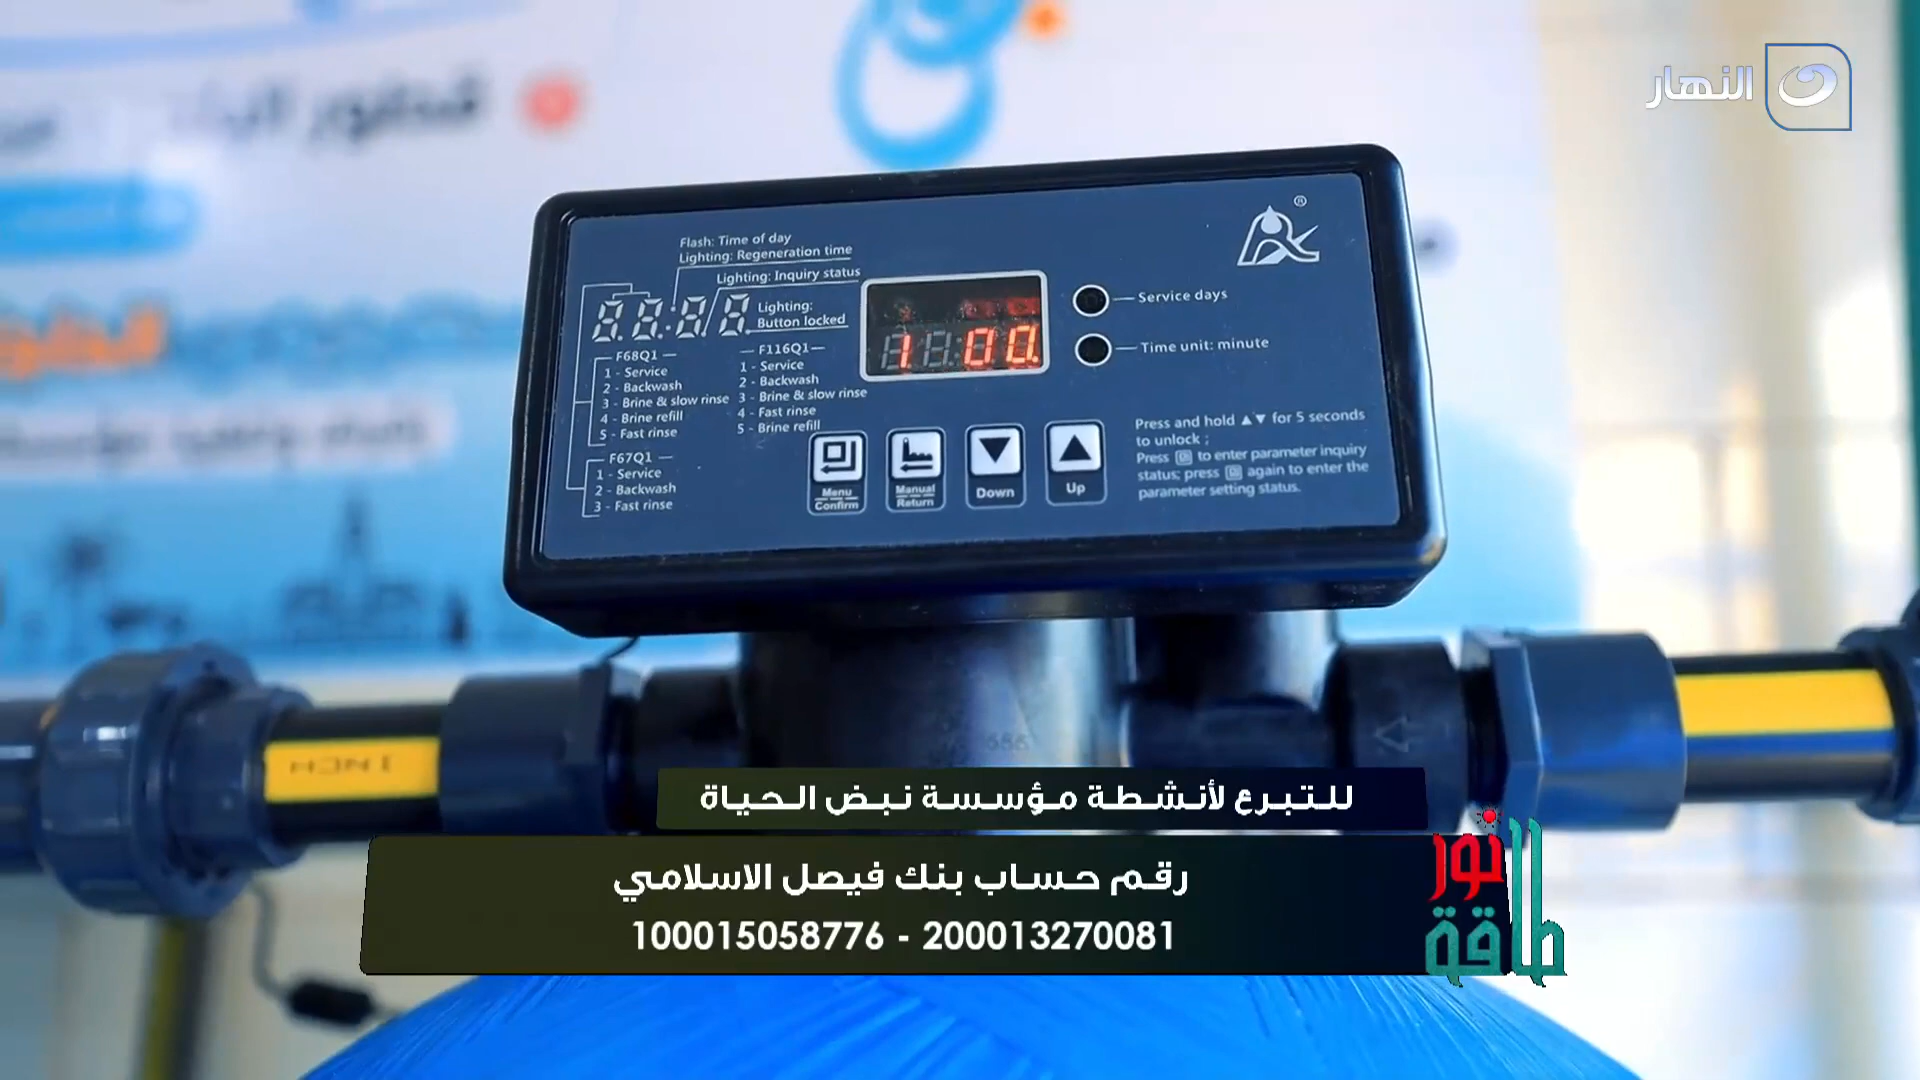 النهار
Flash: Time of day
Lighting: Regeneration time
Lighting: Inquiry status
Lighting:
Button locked
F68Q1
1 - Service
2 - Backwash
3 - Brine & slow rinse
4 - Brine refill
5 - Fast rinse
F116Q1
1 - Service
2 - Backwash
3 - Brine & slow rinse
4 - Fast rinse
5 - Brine refill
F67Q1
1 - Service
2 - Backwash
3 - Fast rinse
1 00.
Service days
Time unit: minute
Menu
Confirm
Manual
Return
Down
Up
Press and hold ▲▼ for 5 seconds
to unlock ;
Press to enter parameter inquiry
status; press again to enter the
parameter setting status.
®
INCH
للتبرع لأنشطة مؤسسة نبض الحياة
رقم حساب بنك فيصل الاسلامي
100015058776 - 200013270081
طاقة نور